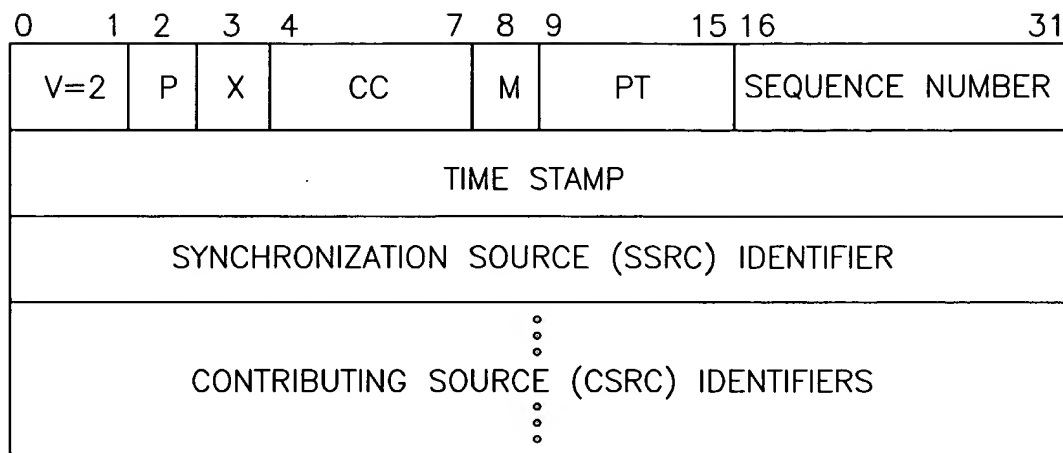 0 1 2 3 4 7 8 9 15 16 31
V=2 P X CC M PT SEQUENCE NUMBER
TIME STAMP
SYNCHRONIZATION SOURCE (SSRC) IDENTIFIER
CONTRIBUTING SOURCE (CSRC) IDENTIFIERS